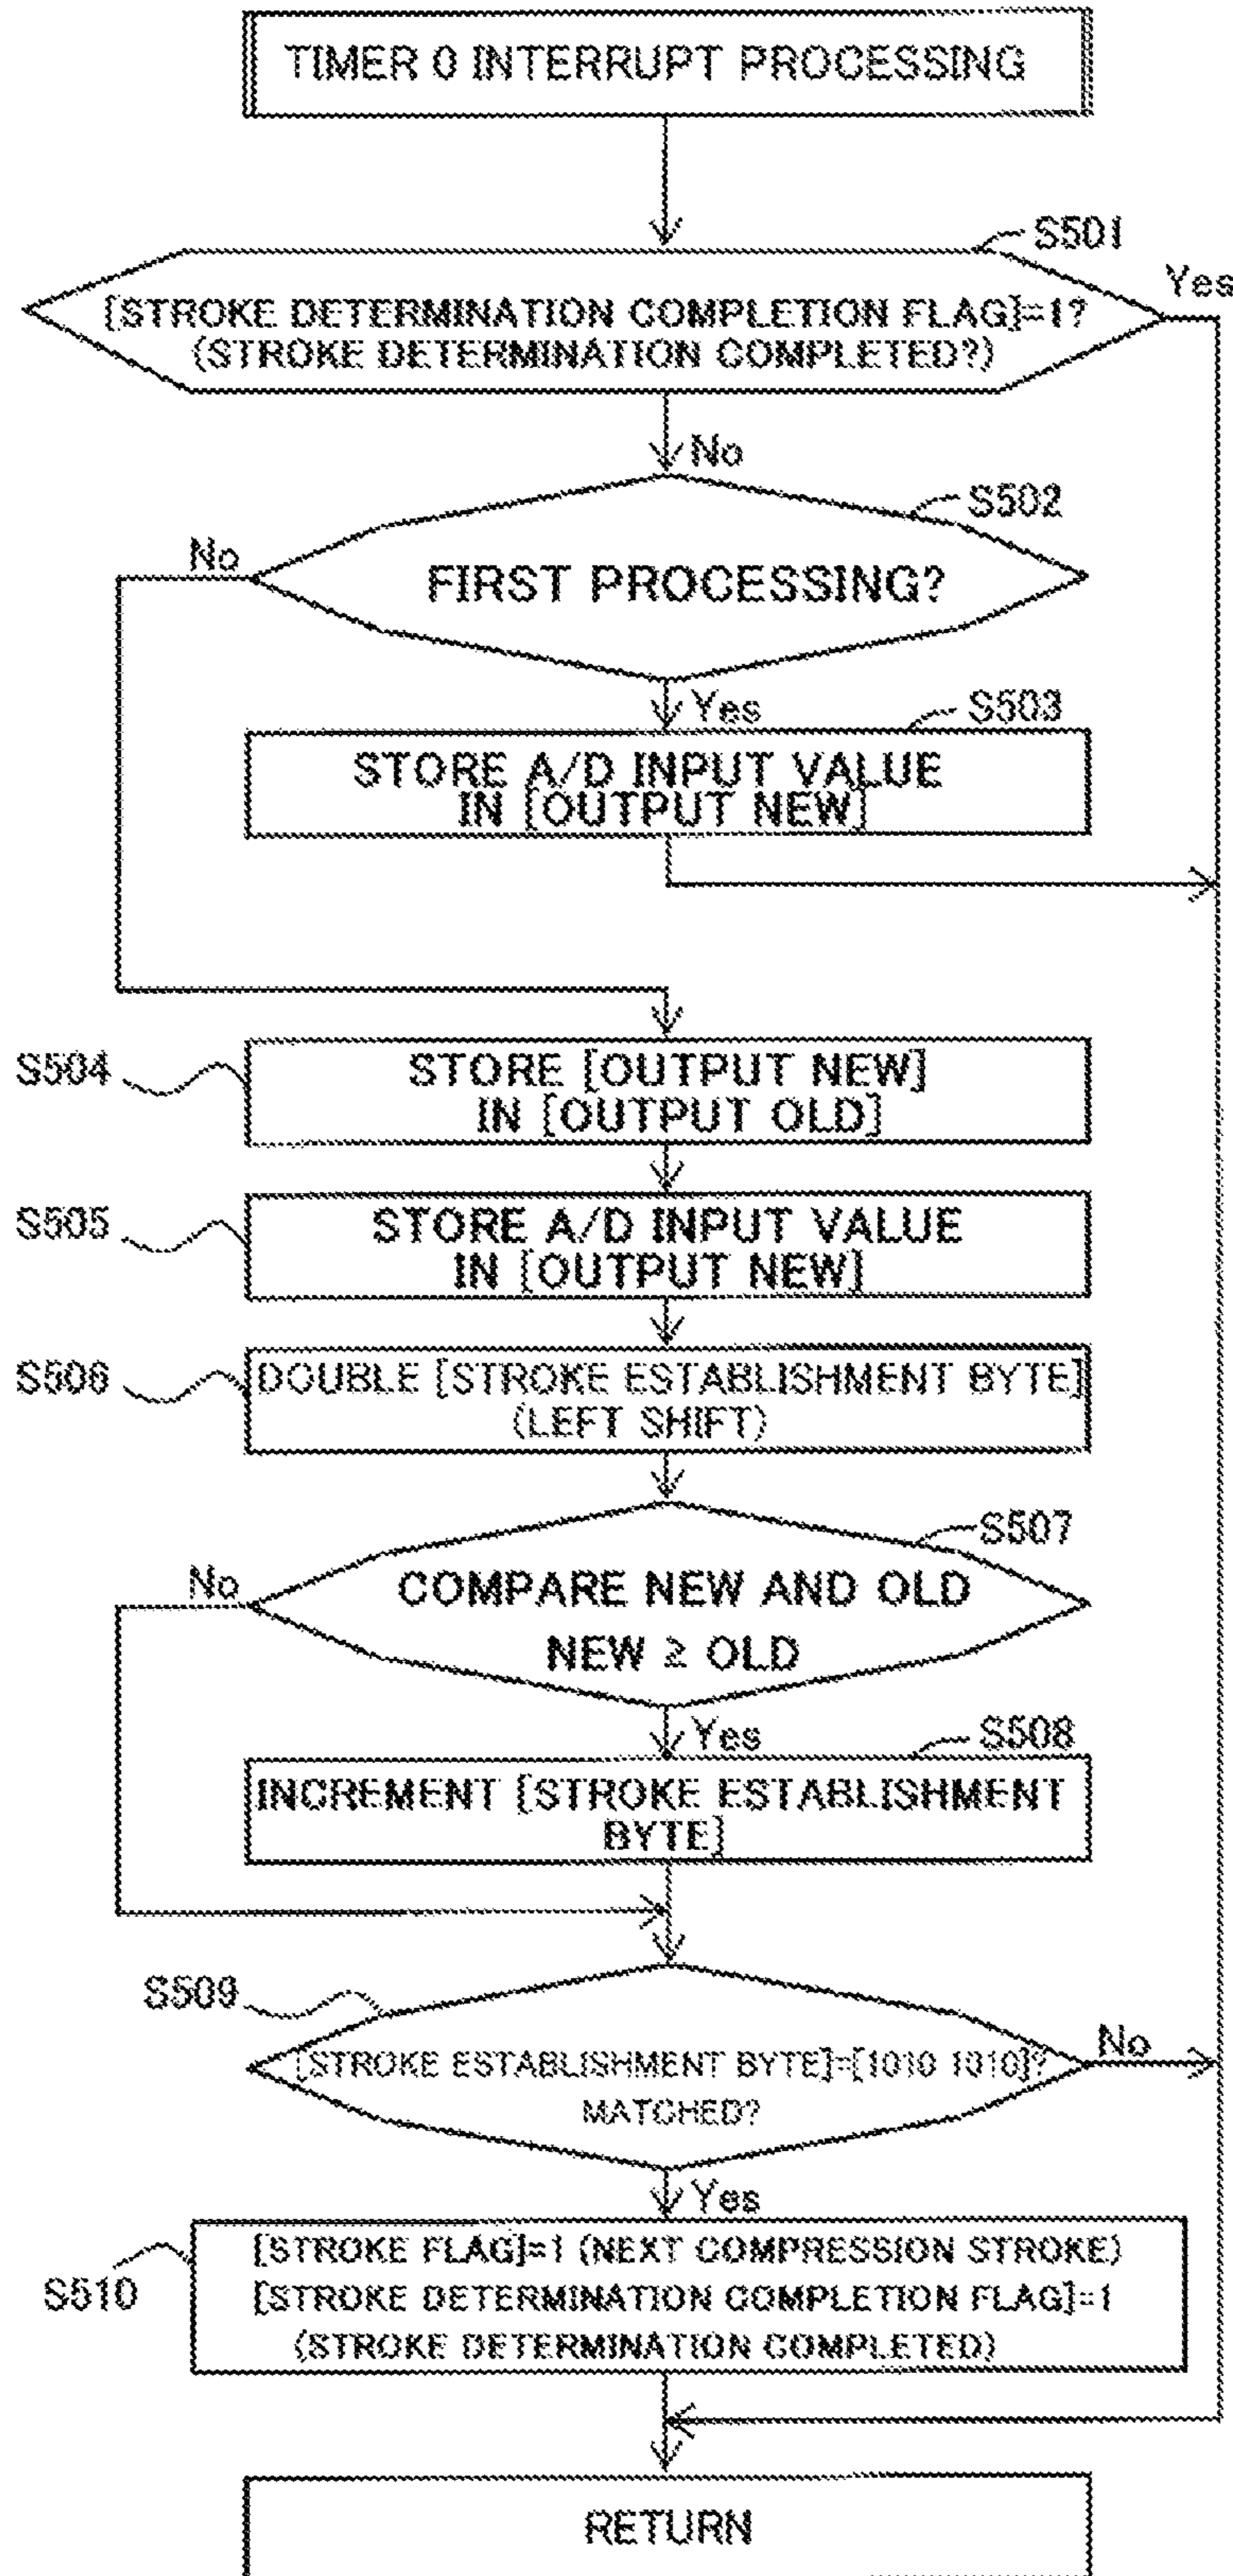 TIMER 0 INTERRUPT PROCESSING
S501
Yes
[STROKE DETERMINATION COMPLETION FLAG]=1?
(STROKE DETERMINATION COMPLETED?)
No
S502
No
FIRST PROCESSING?
Yes
S503
STORE A/D INPUT VALUE
IN [OUTPUT NEW]
S504
STORE [OUTPUT NEW]
IN [OUTPUT OLD]
S505
STORE A/D INPUT VALUE
IN [OUTPUT NEW]
S506
DOUBLE [STROKE ESTABLISHMENT BYTE]
(LEFT SHIFT)
S507
No
COMPARE NEW AND OLD
NEW ≥ OLD
Yes
S508
INCREMENT [STROKE ESTABLISHMENT
BYTE]
S509
[STROKE ESTABLISHMENT BYTE]=[1010 1010]?
No
MATCHED?
Yes
S510
[STROKE FLAG]=1 (NEXT COMPRESSION STROKE)
[STROKE DETERMINATION COMPLETION FLAG]=1
(STROKE DETERMINATION COMPLETED)
RETURN